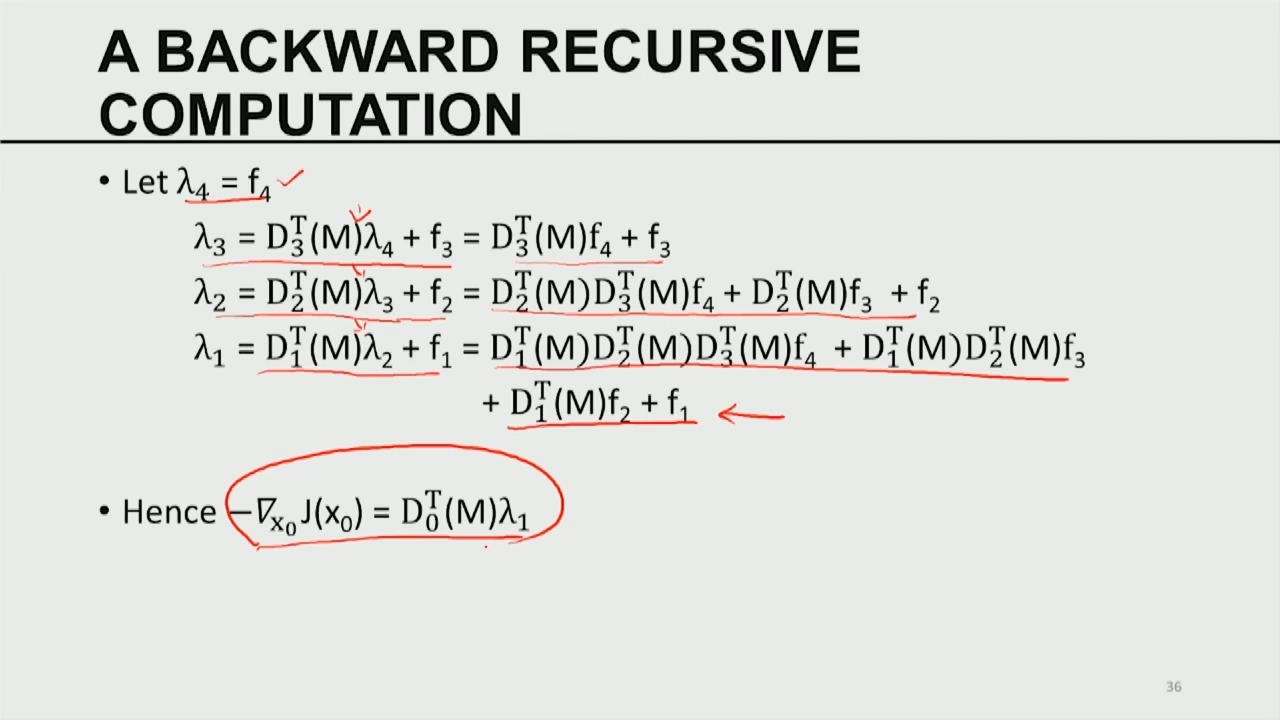 A BACKWARD RECURSIVE
COMPUTATION
• Let λ₄ = f₄
λ₃ = D₃ᵀ(M)λ₄ + f₃ = D₃ᵀ(M)f₄ + f₃
λ₂ = D₂ᵀ(M)λ₃ + f₂ = D₂ᵀ(M)D₃ᵀ(M)f₄ + D₂ᵀ(M)f₃ + f₂
λ₁ = D₁ᵀ(M)λ₂ + f₁ = D₁ᵀ(M)D₂ᵀ(M)D₃ᵀ(M)f₄ + D₁ᵀ(M)D₂ᵀ(M)f₃
+ D₁ᵀ(M)f₂ + f₁
• Hence −∇ₓ₀J(x₀) = D₀ᵀ(M)λ₁
36